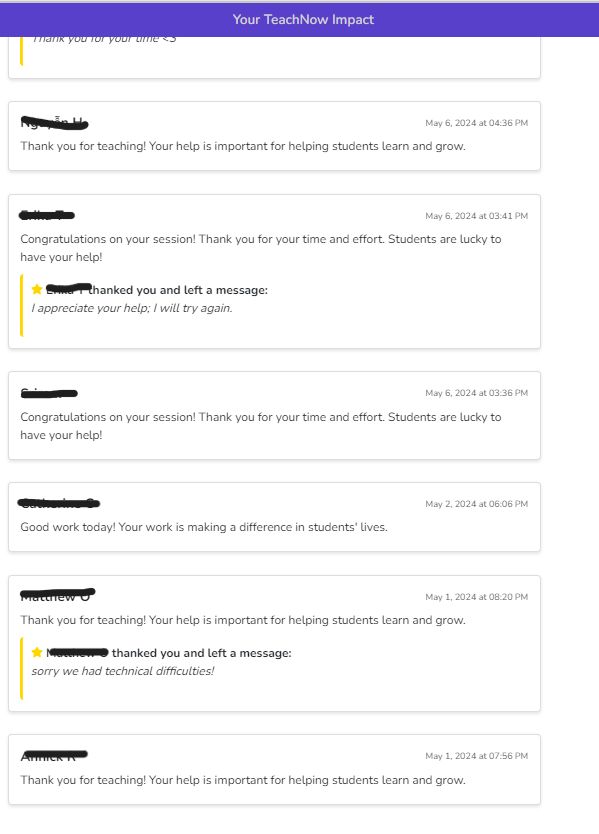 Your TeachNow Impact
Thank you for your time <3
May 6, 2024 at 04:36 PM
Thank you for teaching! Your help is important for helping students learn and grow.
May 6, 2024 at 03:41 PM
Congratulations on your session! Thank you for your time and effort. Students are lucky to
have your help!
thanked you and left a message:
I appreciate your help; I will try again.
May 6, 2024 at 03:36 PM
Congratulations on your session! Thank you for your time and effort. Students are lucky to
have your help!
May 2, 2024 at 06:06 PM
Good work today! Your work is making a difference in students' lives.
May 1, 2024 at 08:20 PM
Thank you for teaching! Your help is important for helping students learn and grow.
thanked you and left a message:
sorry we had technical difficulties!
May 1, 2024 at 07:56 PM
Thank you for teaching! Your help is important for helping students learn and grow.